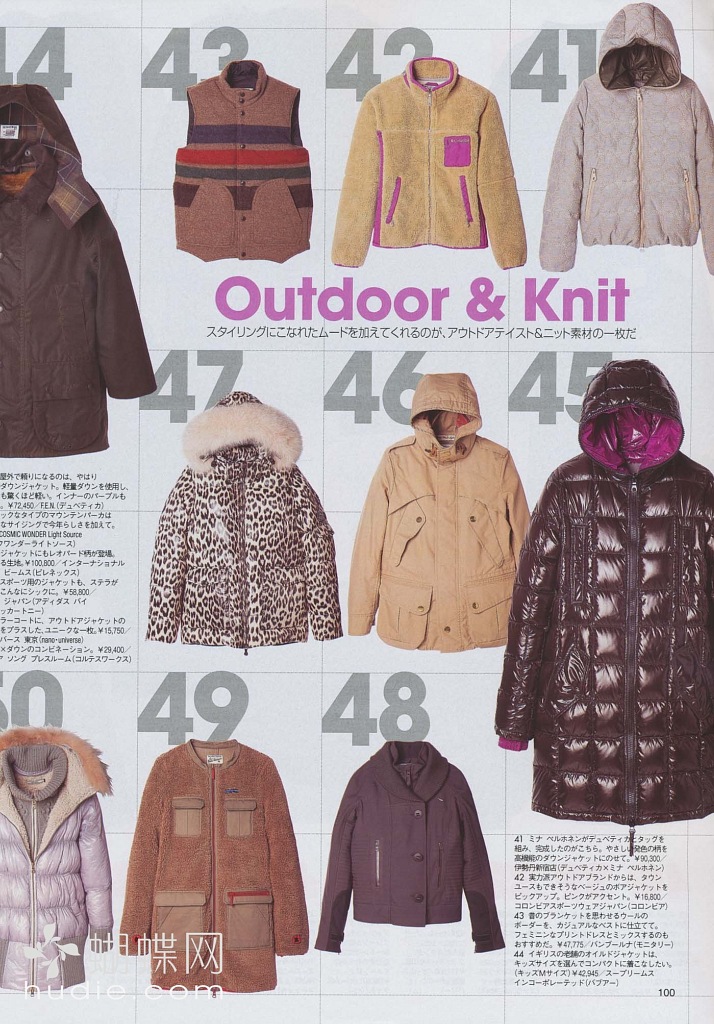 44
43
42
41
Outdoor & Knit
スタイリングにこなれたムードを加えてくれるのが、アウトドアテイスト&ニット素材の一枚だ
47
46
45
屋外で頼りになるのは、やはり
ダウンジャケット。軽量ダウンを使用し、
も驚くほど軽い。インナーのパープルも
。¥72,450/F.E.N.(デュベティカ)
ックなタイプのマウンテンパーカは
なサイジングで今年らしさを加えて。
COSMIC WONDER Light Source
ワンダーライトソース)
ジャケットにもレオパード柄が登場。
る生地。¥100,800/インターナショナル
ビームス(ピレネックス)
スポーツ用のジャケットも、ステラが
こんなにシックに。¥58,800/
ジャパン(アディダス バイ
ッカートニー)
ラーコートに、アウトドアジャケットの
をプラスした、ユニークな一枚。¥15,750/
バース 東京(nano・universe)
×ダウンのコンビネーション。¥29,400/
ア ソング プレスルーム(コルテスワークス)
50
49
48
41 ミナ ペルホネンがデュベティカとタッグを
組み、完成したのがこちら。やさしい発色の柄を
高機能のダウンジャケットにのせて。¥90,300/
伊勢丹新宿店(デュベティカ×ミナ ペルホネン)
42 実力派アウトドアブランドからは、タウン
ユースもできそうなベージュのボアジャケットを
ピックアップ。ピンクがアクセント。¥16,800/
コロンビアスポーツウェアジャパン(コロンビア)
43 昔のブランケットを思わせるウールの
ボーダーを、カジュアルなベストに仕立てて。
フェミニンなプリントドレスとミックスするのも
おすすめだ。¥47,775/バンブールナ(モニタリー)
44 イギリスの老舗のオイルドジャケットは、
キッズサイズを選んでコンパクトに着こなしたい。
(キッズMサイズ)¥42,945/スープリームス
インコーポレーテッド(バブアー)
100
蝴蝶网
hudie.com